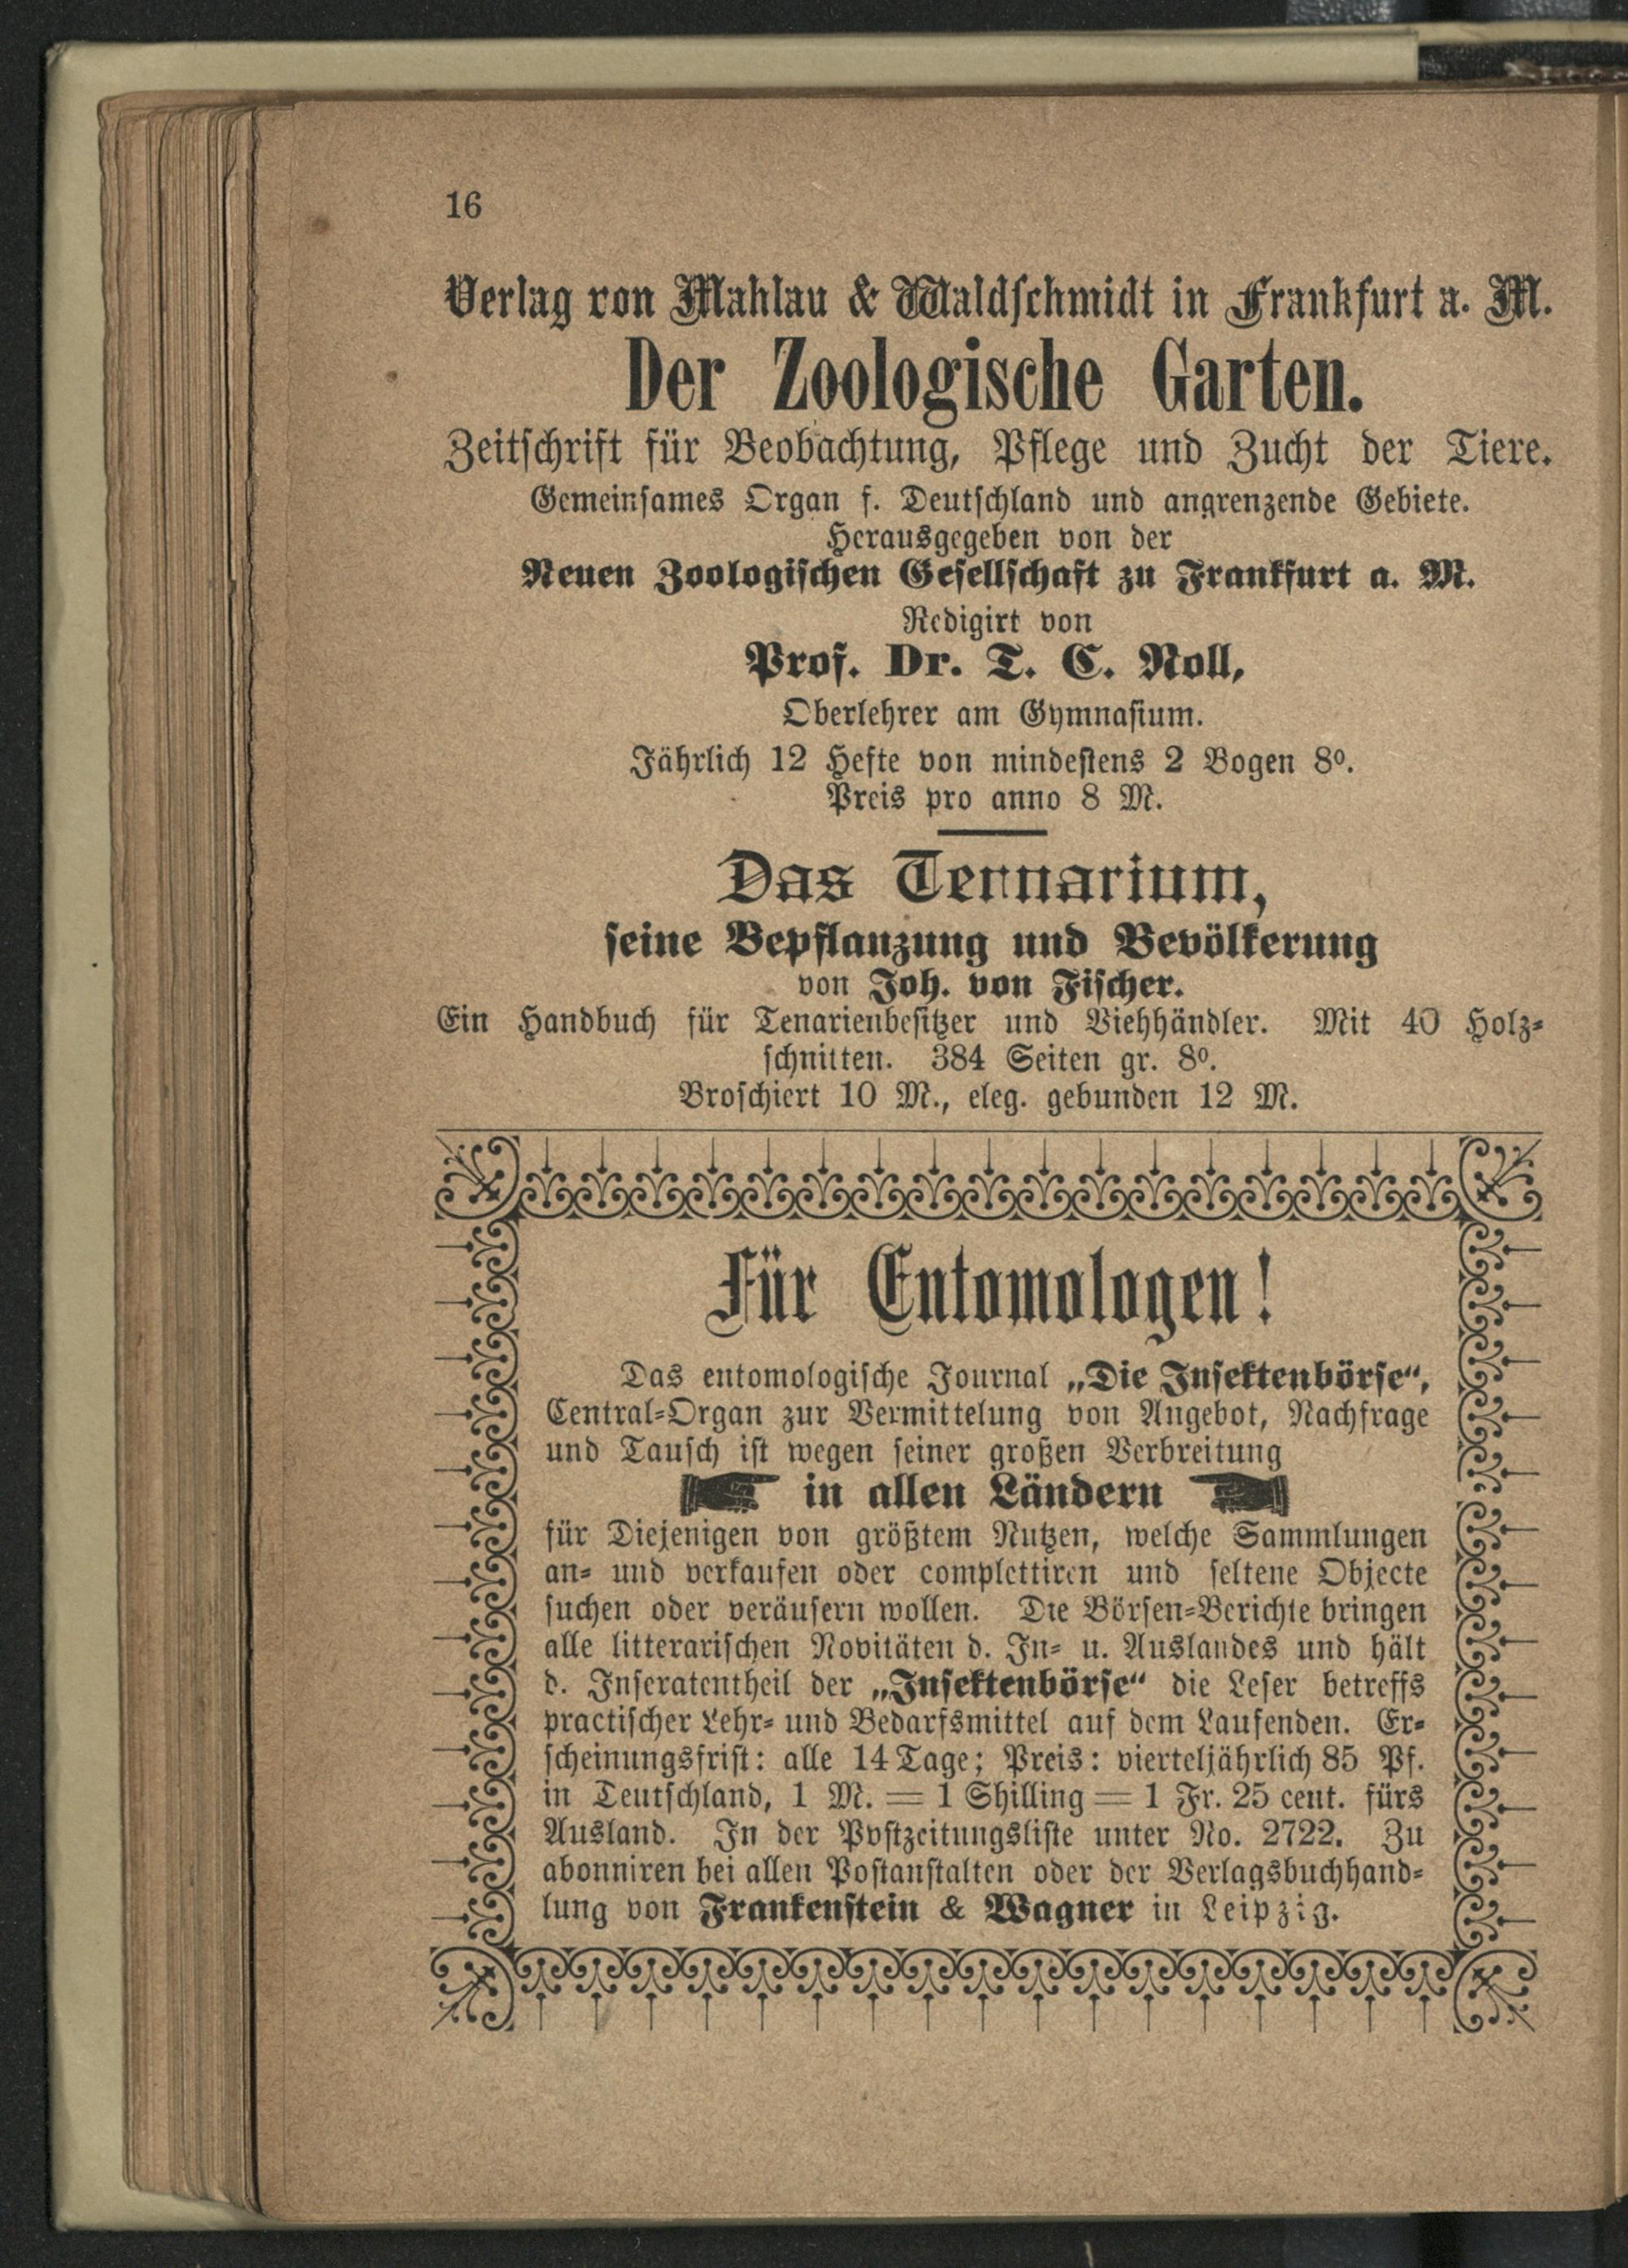 16
Verlag von Mahlau & Waldschmidt in Frankfurt a. M.
Der Zoologische Garten.
Zeitschrift für Beobachtung, Pflege und Zucht der Tiere.
Gemeinsames Organ f. Deutschland und angrenzende Gebiete.
Herausgegeben von der
Neuen Zoologischen Gesellschaft zu Frankfurt a. M.
Redigirt von
Prof. Dr. T. C. Noll,
Oberlehrer am Gymnasium.
Jährlich 12 Hefte von mindestens 2 Bogen 8⁰.
Preis pro anno 8 M.
Das Tennarium,
seine Bepflanzung und Bevölkerung
von Joh. von Fischer.
Ein Handbuch für Tenarienbesitzer und Viehhändler. Mit 40 Holz-
schnitten. 384 Seiten gr. 8⁰.
Broschiert 10 M., eleg. gebunden 12 M.
Für Entomologen!
Das entomologische Journal „Die Insektenbörse“,
Central-Organ zur Vermittelung von Angebot, Nachfrage
und Tausch ist wegen seiner großen Verbreitung
in allen Ländern
für Diejenigen von größtem Nutzen, welche Sammlungen
an- und verkaufen oder complettiren und seltene Objecte
suchen oder veräusern wollen. Die Börsen-Berichte bringen
alle litterarischen Novitäten d. In- u. Auslandes und hält
d. Inseratentheil der „Insektenbörse“ die Leser betreffs
practischer Lehr- und Bedarfsmittel auf dem Laufenden. Er-
scheinungsfrist: alle 14 Tage; Preis: vierteljährlich 85 Pf.
in Teutschland, 1 M. = 1 Shilling = 1 Fr. 25 cent. fürs
Ausland. In der Postzeitungsliste unter No. 2722. Zu
abonniren bei allen Postanstalten oder der Verlagsbuchhand-
lung von Frankenstein & Wagner in Leipzig.